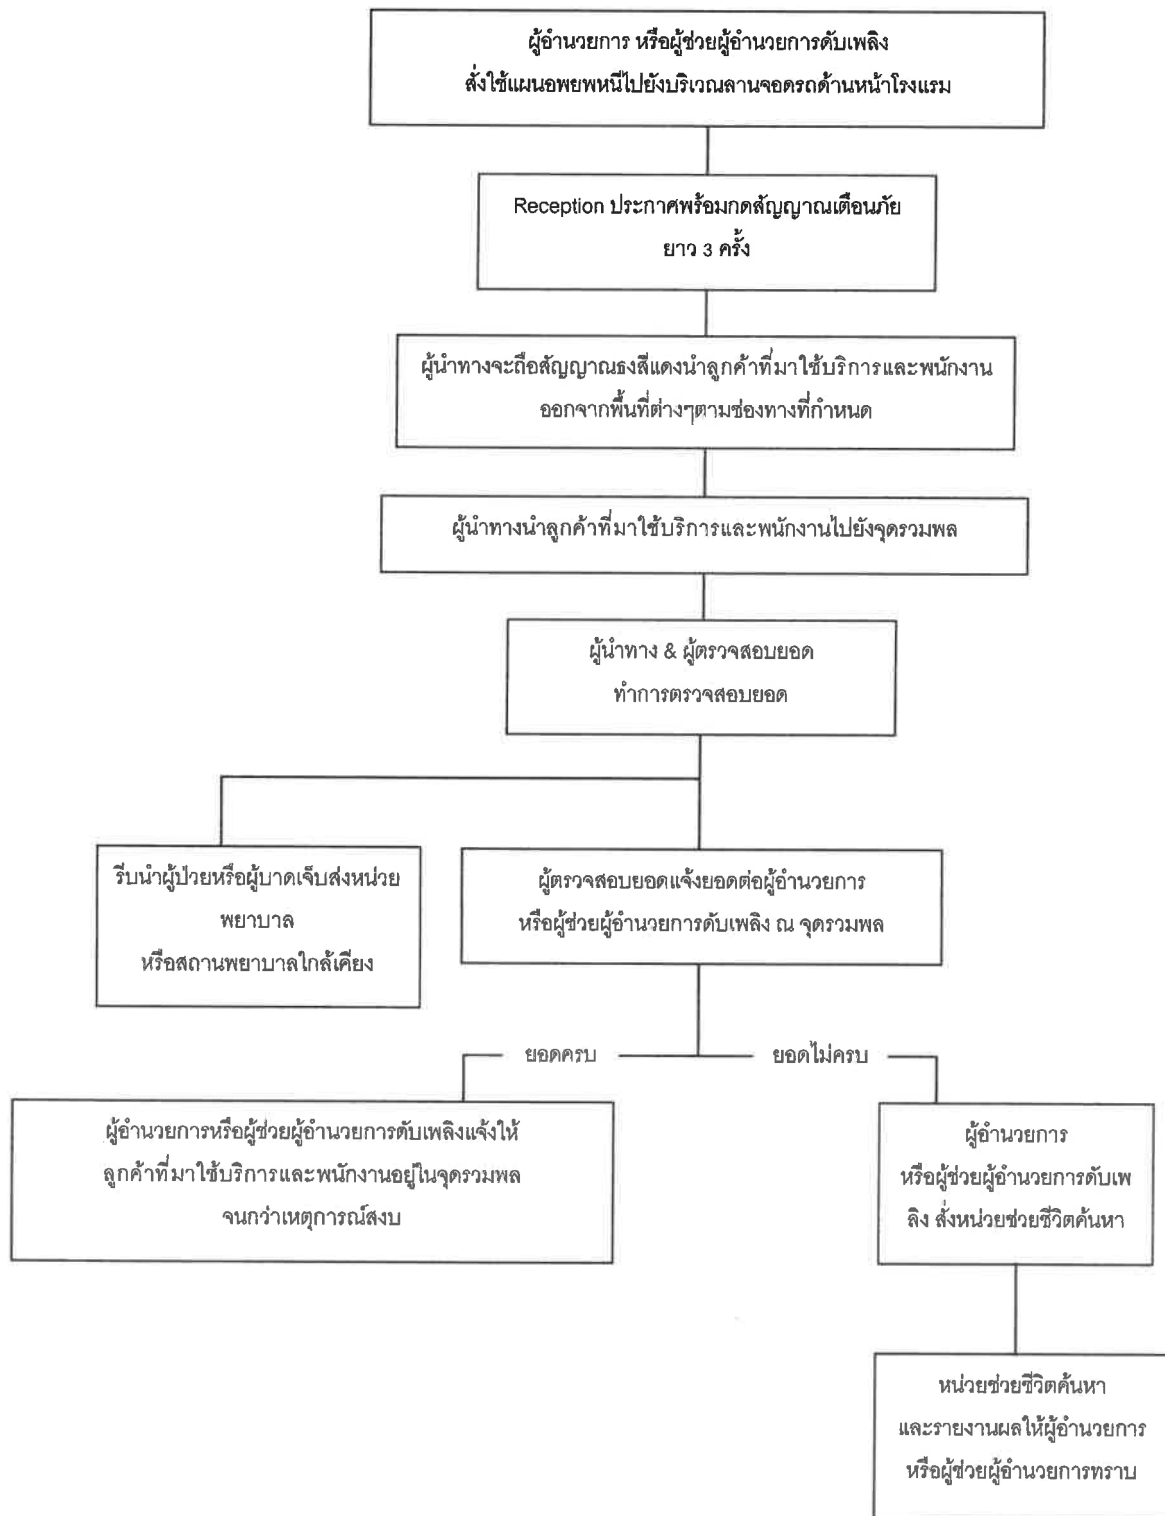 ผู้อำนวยการ หรือผู้ช่วยผู้อำนวยการดับเพลิง
สั่งใช้แผนอพยพหนีไปยังบริเวณลานจอดรถด้านหน้าโรงแรม
Reception ประกาศพร้อมกดสัญญาณเตือนภัย
ยาว 3 ครั้ง
ผู้นำทางจะถือสัญญาณธงสีแดงนำลูกค้าที่มาใช้บริการและพนักงาน
ออกจากพื้นที่ต่างๆตามช่องทางที่กำหนด
ผู้นำทางนำลูกค้าที่มาใช้บริการและพนักงานไปยังจุดรวมพล
ผู้นำทาง & ผู้ตรวจสอบยอด
ทำการตรวจสอบยอด
รีบนำผู้ป่วยหรือผู้บาดเจ็บส่งหน่วย
พยาบาล
หรือสถานพยาบาลใกล้เคียง
ผู้ตรวจสอบยอดแจ้งยอดต่อผู้อำนวยการ
หรือผู้ช่วยผู้อำนวยการดับเพลิง ณ จุดรวมพล
ยอดครบ
ยอดไม่ครบ
ผู้อำนวยการหรือผู้ช่วยผู้อำนวยการดับเพลิงแจ้งให้
ลูกค้าที่มาใช้บริการและพนักงานอยู่ในจุดรวมพล
จนกว่าเหตุการณ์สงบ
ผู้อำนวยการ
หรือผู้ช่วยผู้อำนวยการดับเพ
ลิง สั่งหน่วยช่วยชีวิตค้นหา
หน่วยช่วยชีวิตค้นหา
และรายงานผลให้ผู้อำนวยการ
หรือผู้ช่วยผู้อำนวยการทราบ